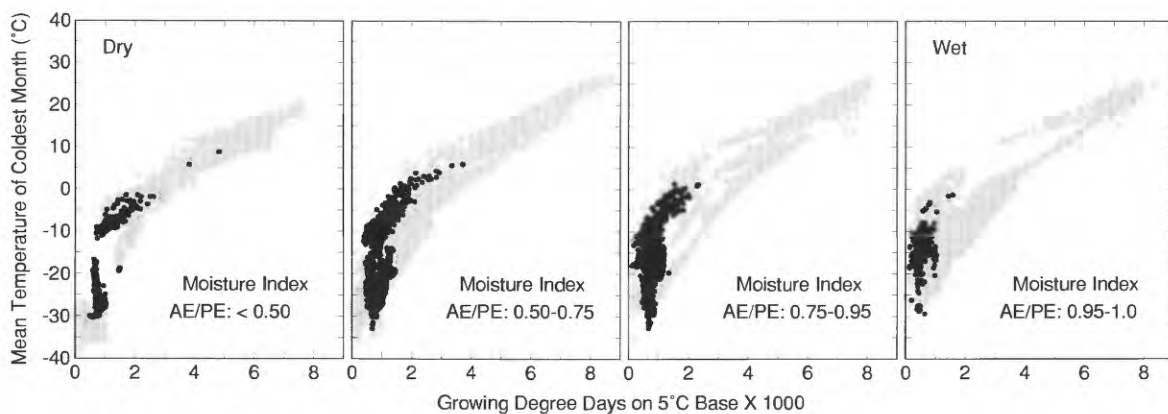 Mean Temperature of Coldest Month (°C)
40
30
20
10
0
-10
-20
-30
-40
Dry
Moisture Index
AE/PE: < 0.50
0 2 4 6 8
Moisture Index
AE/PE: 0.50-0.75
0 2 4 6 8
Moisture Index
AE/PE: 0.75-0.95
0 2 4 6 8
Wet
Moisture Index
AE/PE: 0.95-1.0
0 2 4 6 8
Growing Degree Days on 5°C Base X 1000